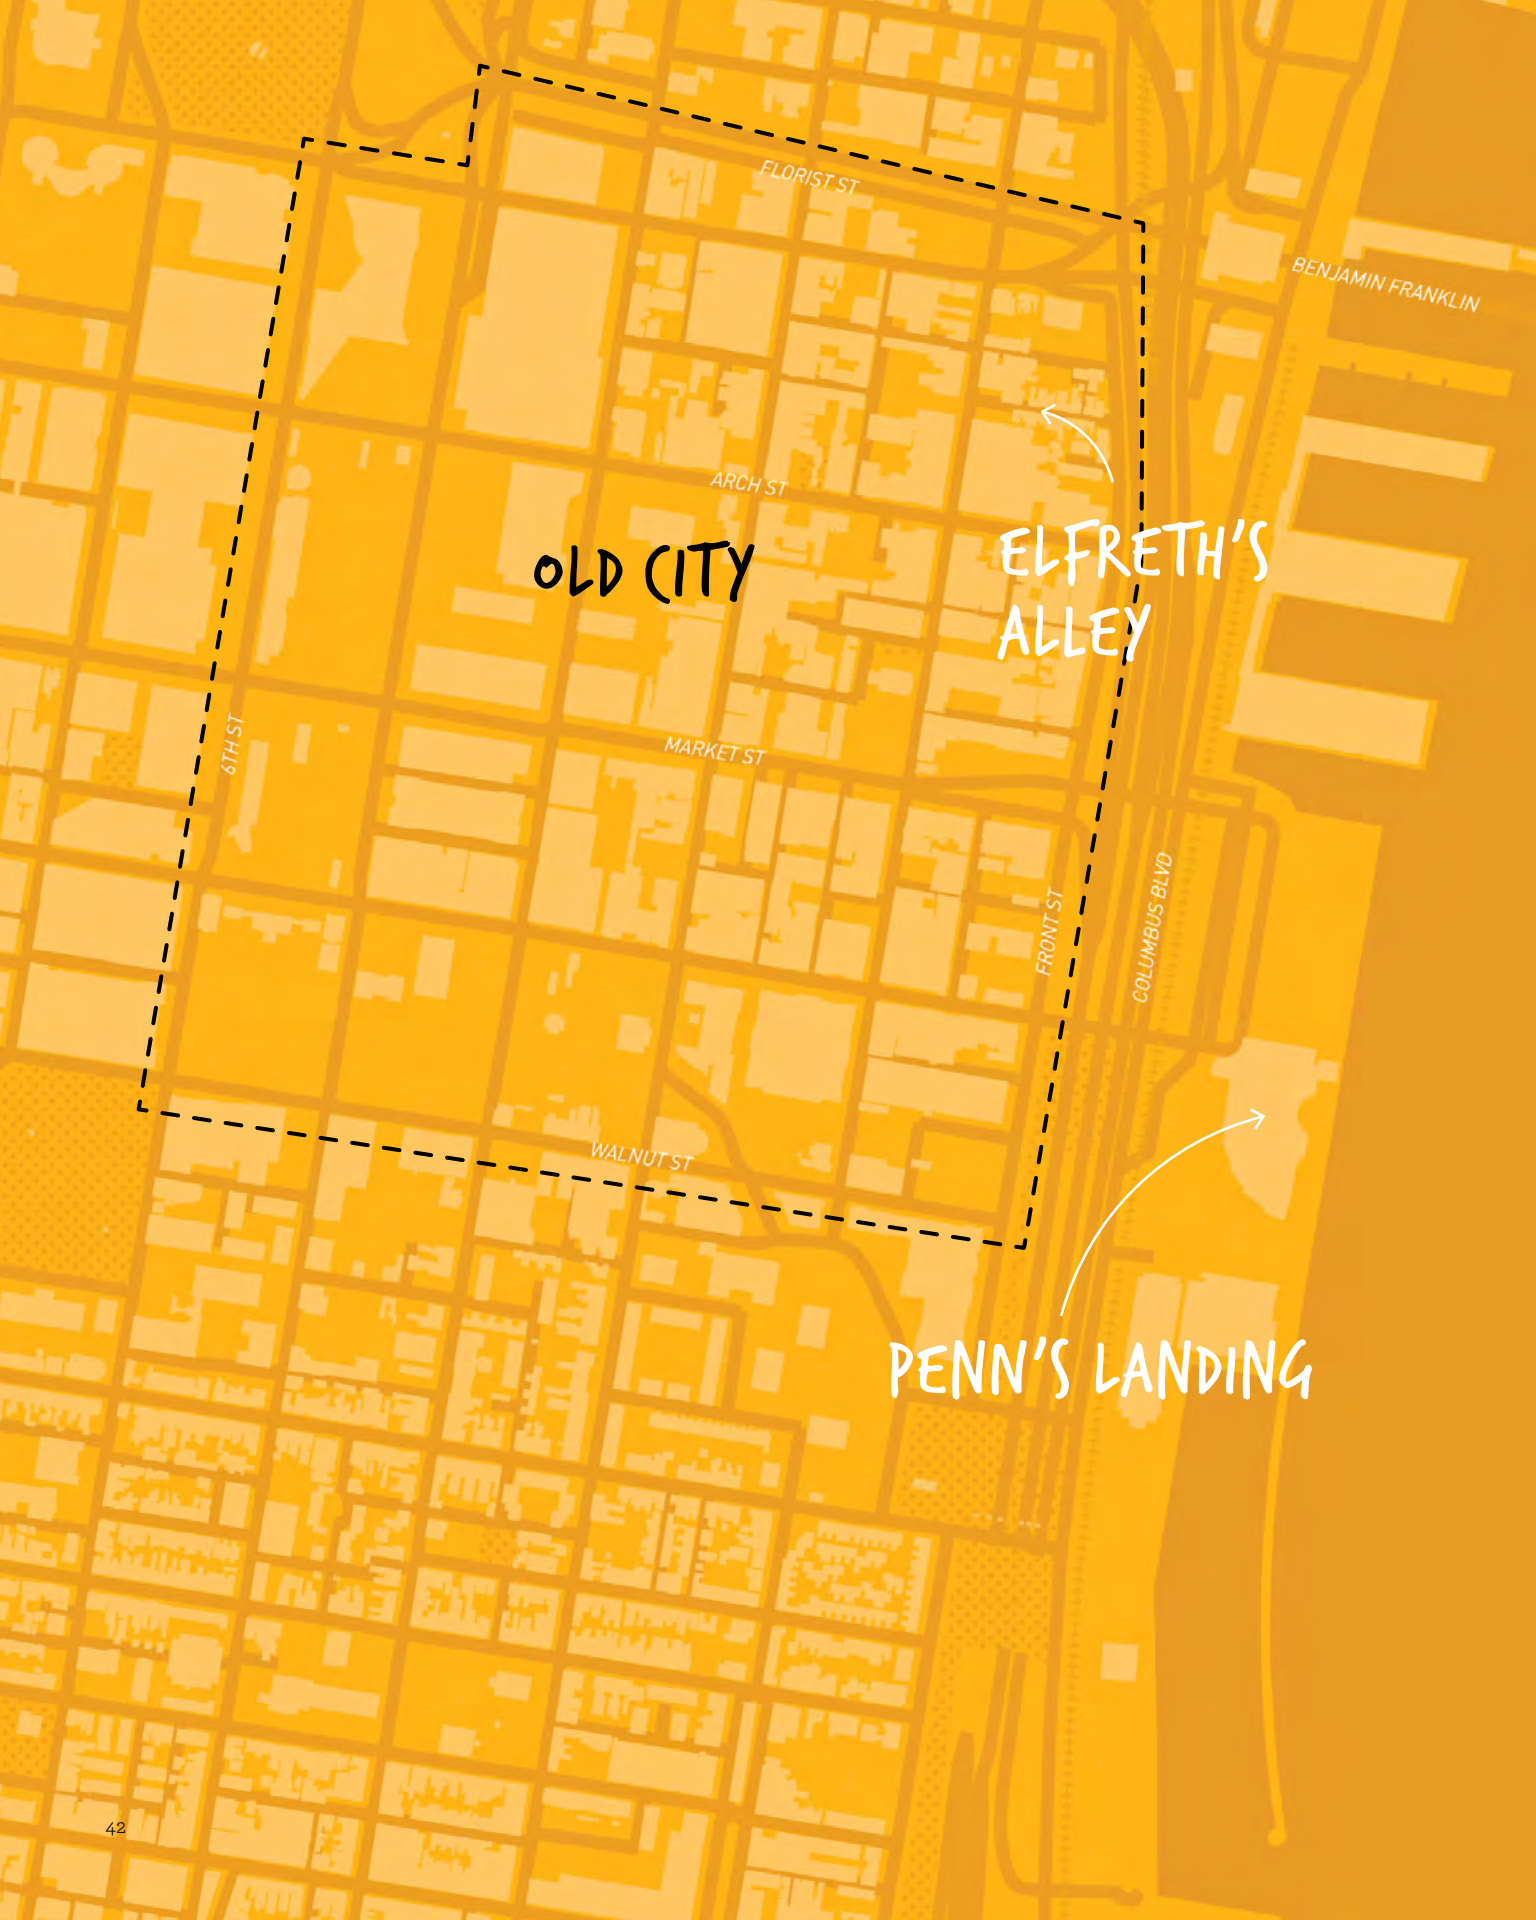 FLORIST ST
BENJAMIN FRANKLIN
ARCH ST
OLD CITY
ELFRETH'S
ALLEY
6TH ST
MARKET ST
FRONT ST
COLUMBUS BLVD
WALNUT ST
PENN'S LANDING
42